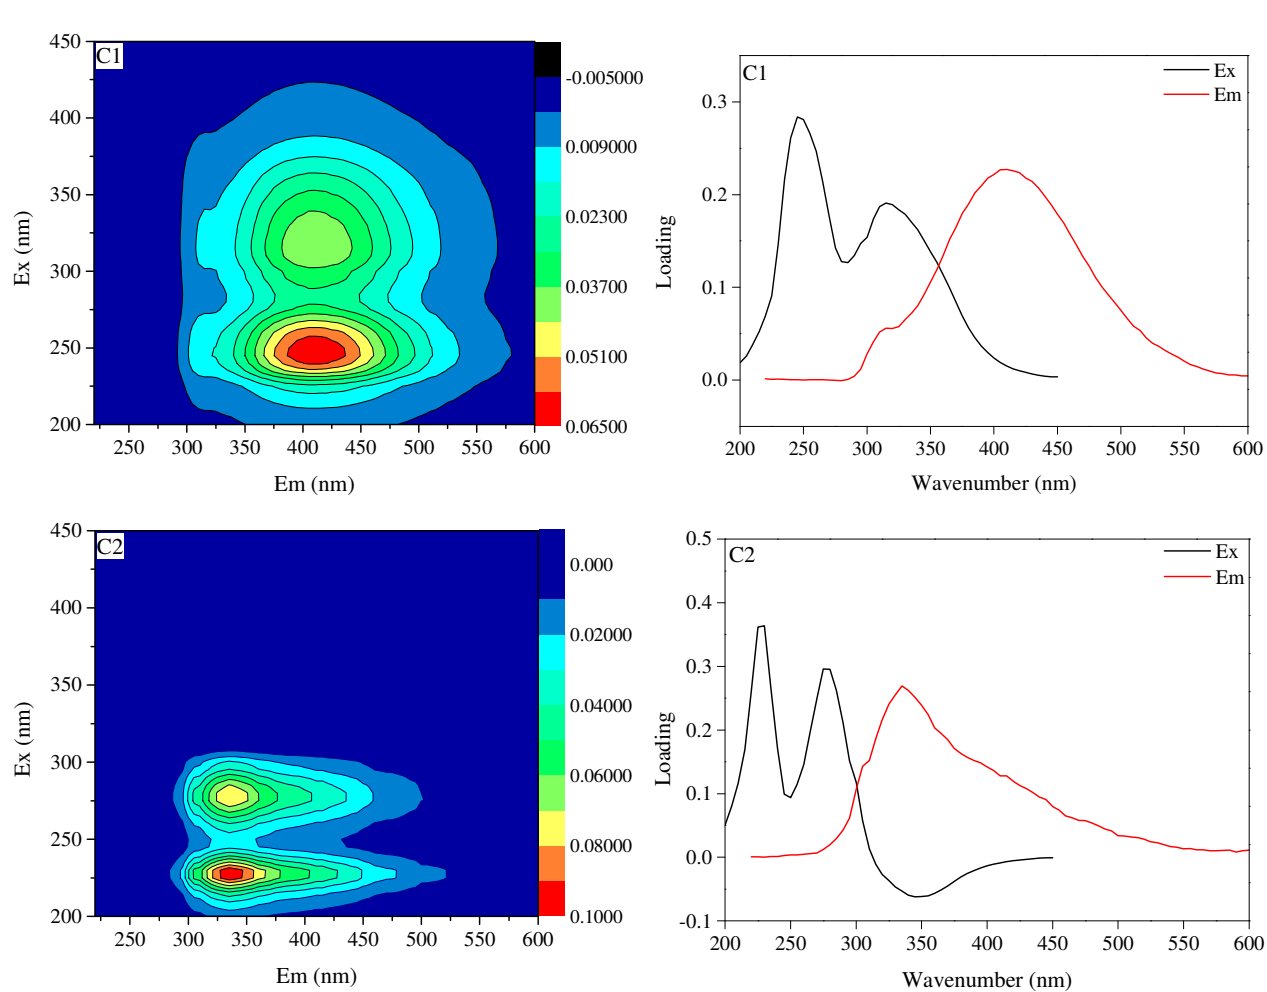 C1
450
400
350
300
250
200
Ex (nm)
250 300 350 400 450 500 550 600
Em (nm)
-0.005000
0.009000
0.02300
0.03700
0.05100
0.06500
C1
Ex
Em
0.3
0.2
0.1
0.0
Loading
200 250 300 350 400 450 500 550 600
Wavenumber (nm)
C2
450
400
350
300
250
200
Ex (nm)
250 300 350 400 450 500 550 600
Em (nm)
0.000
0.02000
0.04000
0.06000
0.08000
0.1000
C2
Ex
Em
0.5
0.4
0.3
0.2
0.1
0.0
-0.1
Loading
200 250 300 350 400 450 500 550 600
Wavenumber (nm)